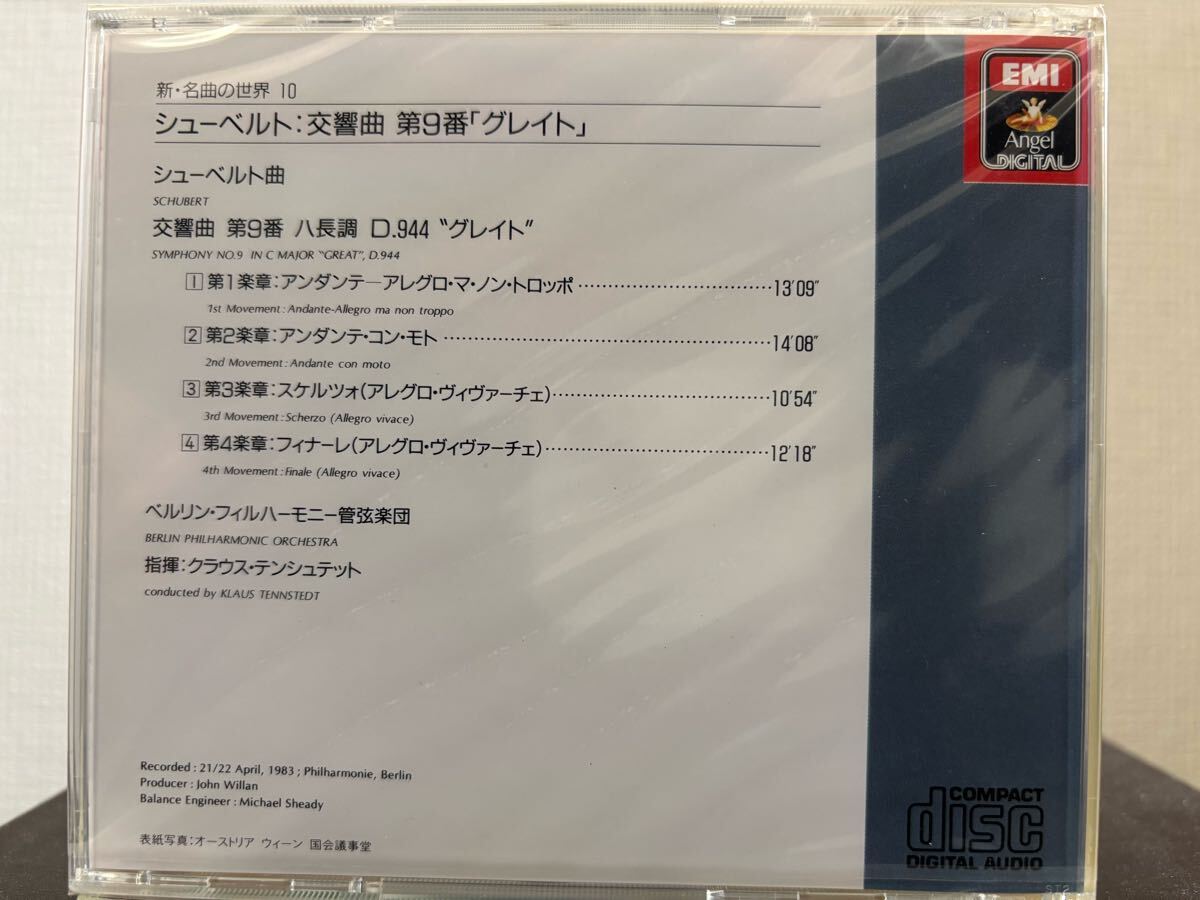 新・名曲の世界 10
シューベルト：交響曲 第9番「グレイト」
シューベルト曲
SCHUBERT
交響曲 第9番 ハ長調 D.944 “グレイト”
SYMPHONY NO.9 IN C MAJOR “GREAT”, D.944
1 第1楽章：アンダンテ—アレグロ・マ・ノン・トロッポ……………………………13′09″
1st Movement : Andante-Allegro ma non troppo
2 第2楽章：アンダンテ・コン・モト………………………………………………14′08″
2nd Movement : Andante con moto
3 第3楽章：スケルツォ（アレグロ・ヴィヴァーチェ）………………………………10′54″
3rd Movement : Scherzo (Allegro vivace)
4 第4楽章：フィナーレ（アレグロ・ヴィヴァーチェ）………………………………12′18″
4th Movement : Finale (Allegro vivace)
ベルリン・フィルハーモニー管弦楽団
BERLIN PHILHARMONIC ORCHESTRA
指揮：クラウス・テンシュテット
conducted by KLAUS TENNSTEDT
Recorded : 21/22 April, 1983 ; Philharmonie, Berlin
Producer : John Willan
Balance Engineer : Michael Sheady
表紙写真：オーストリア ウィーン 国会議事堂
EMI
Angel
DIGITAL
COMPACT
disc
DIGITAL AUDIO